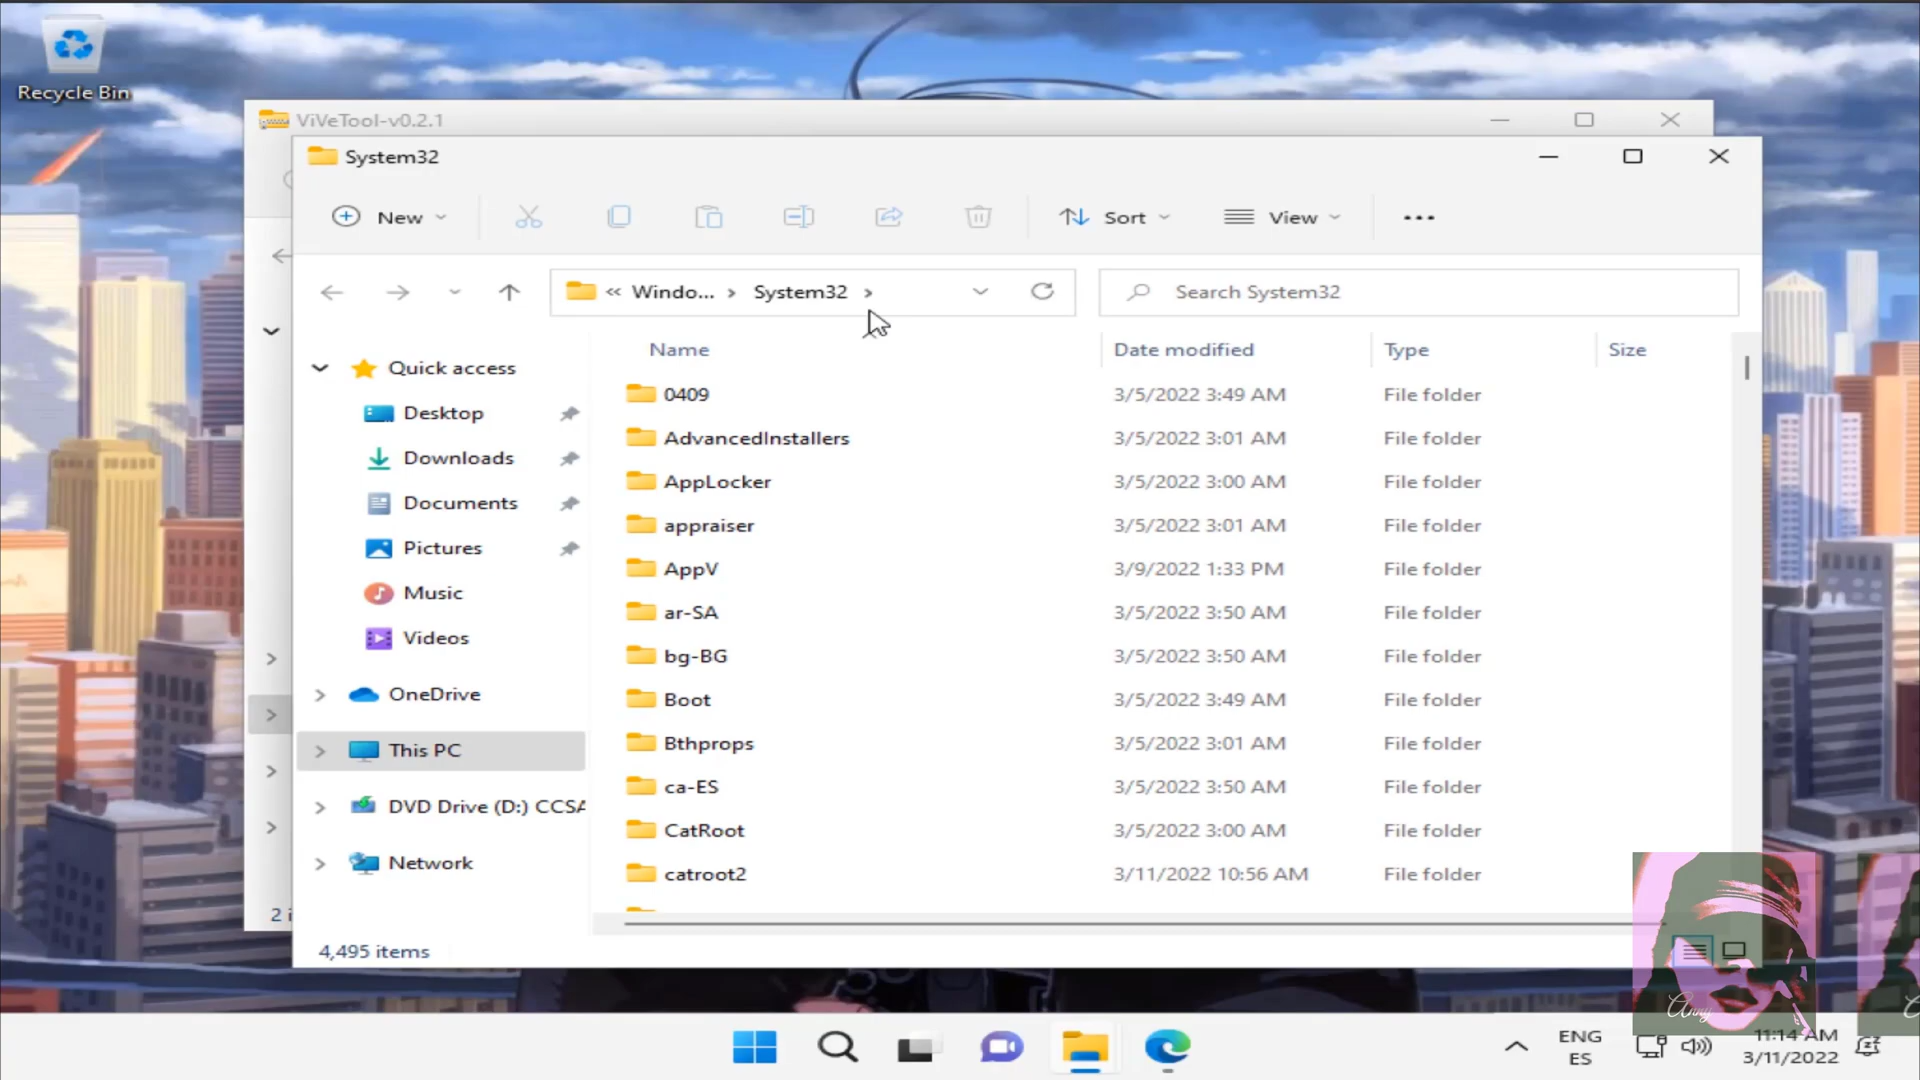 Recycle Bin
ViVeTool-v0.2.1
System32
New
Sort
View
« Windo... › System32 ›
Search System32
Name Date modified Type Size
Quick access
Desktop
Downloads
Documents
Pictures
Music
Videos
OneDrive
This PC
DVD Drive (D:) CCSA
Network
0409 3/5/2022 3:49 AM File folder
AdvancedInstallers 3/5/2022 3:01 AM File folder
AppLocker 3/5/2022 3:00 AM File folder
appraiser 3/5/2022 3:01 AM File folder
AppV 3/9/2022 1:33 PM File folder
ar-SA 3/5/2022 3:50 AM File folder
bg-BG 3/5/2022 3:50 AM File folder
Boot 3/5/2022 3:49 AM File folder
Bthprops 3/5/2022 3:01 AM File folder
ca-ES 3/5/2022 3:50 AM File folder
CatRoot 3/5/2022 3:00 AM File folder
catroot2 3/11/2022 10:56 AM File folder
2 i
4,495 items
Anny
ENG
ES
11:14 AM
3/11/2022